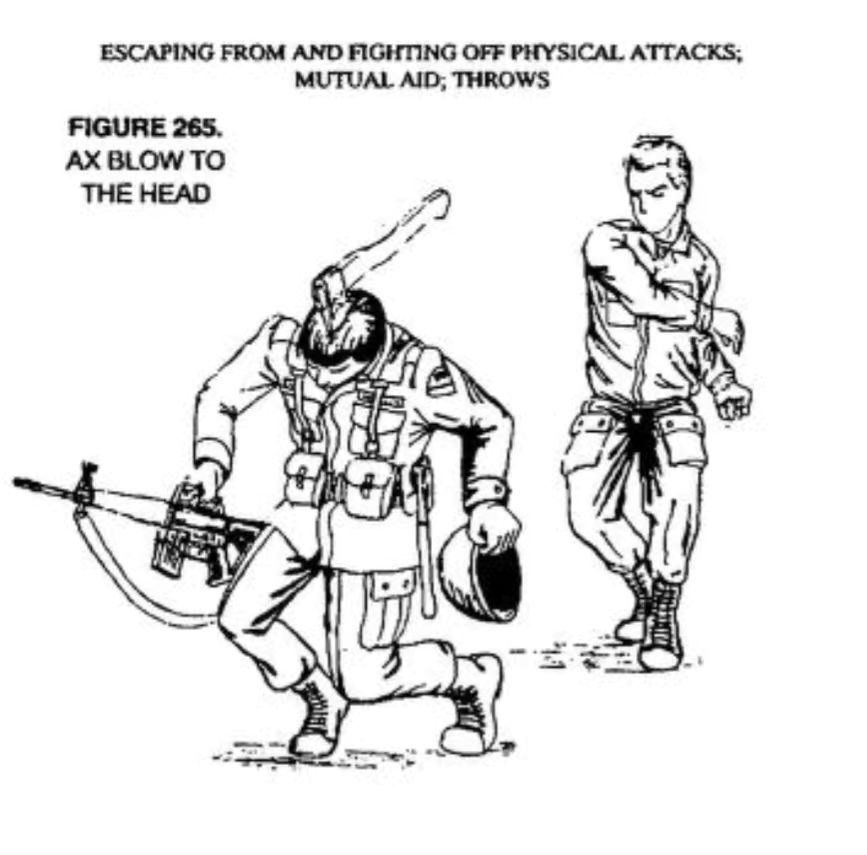 ESCAPING FROM AND FIGHTING OFF PHYSICAL ATTACKS;
MUTUAL AID; THROWS
FIGURE 265.
AX BLOW TO
THE HEAD